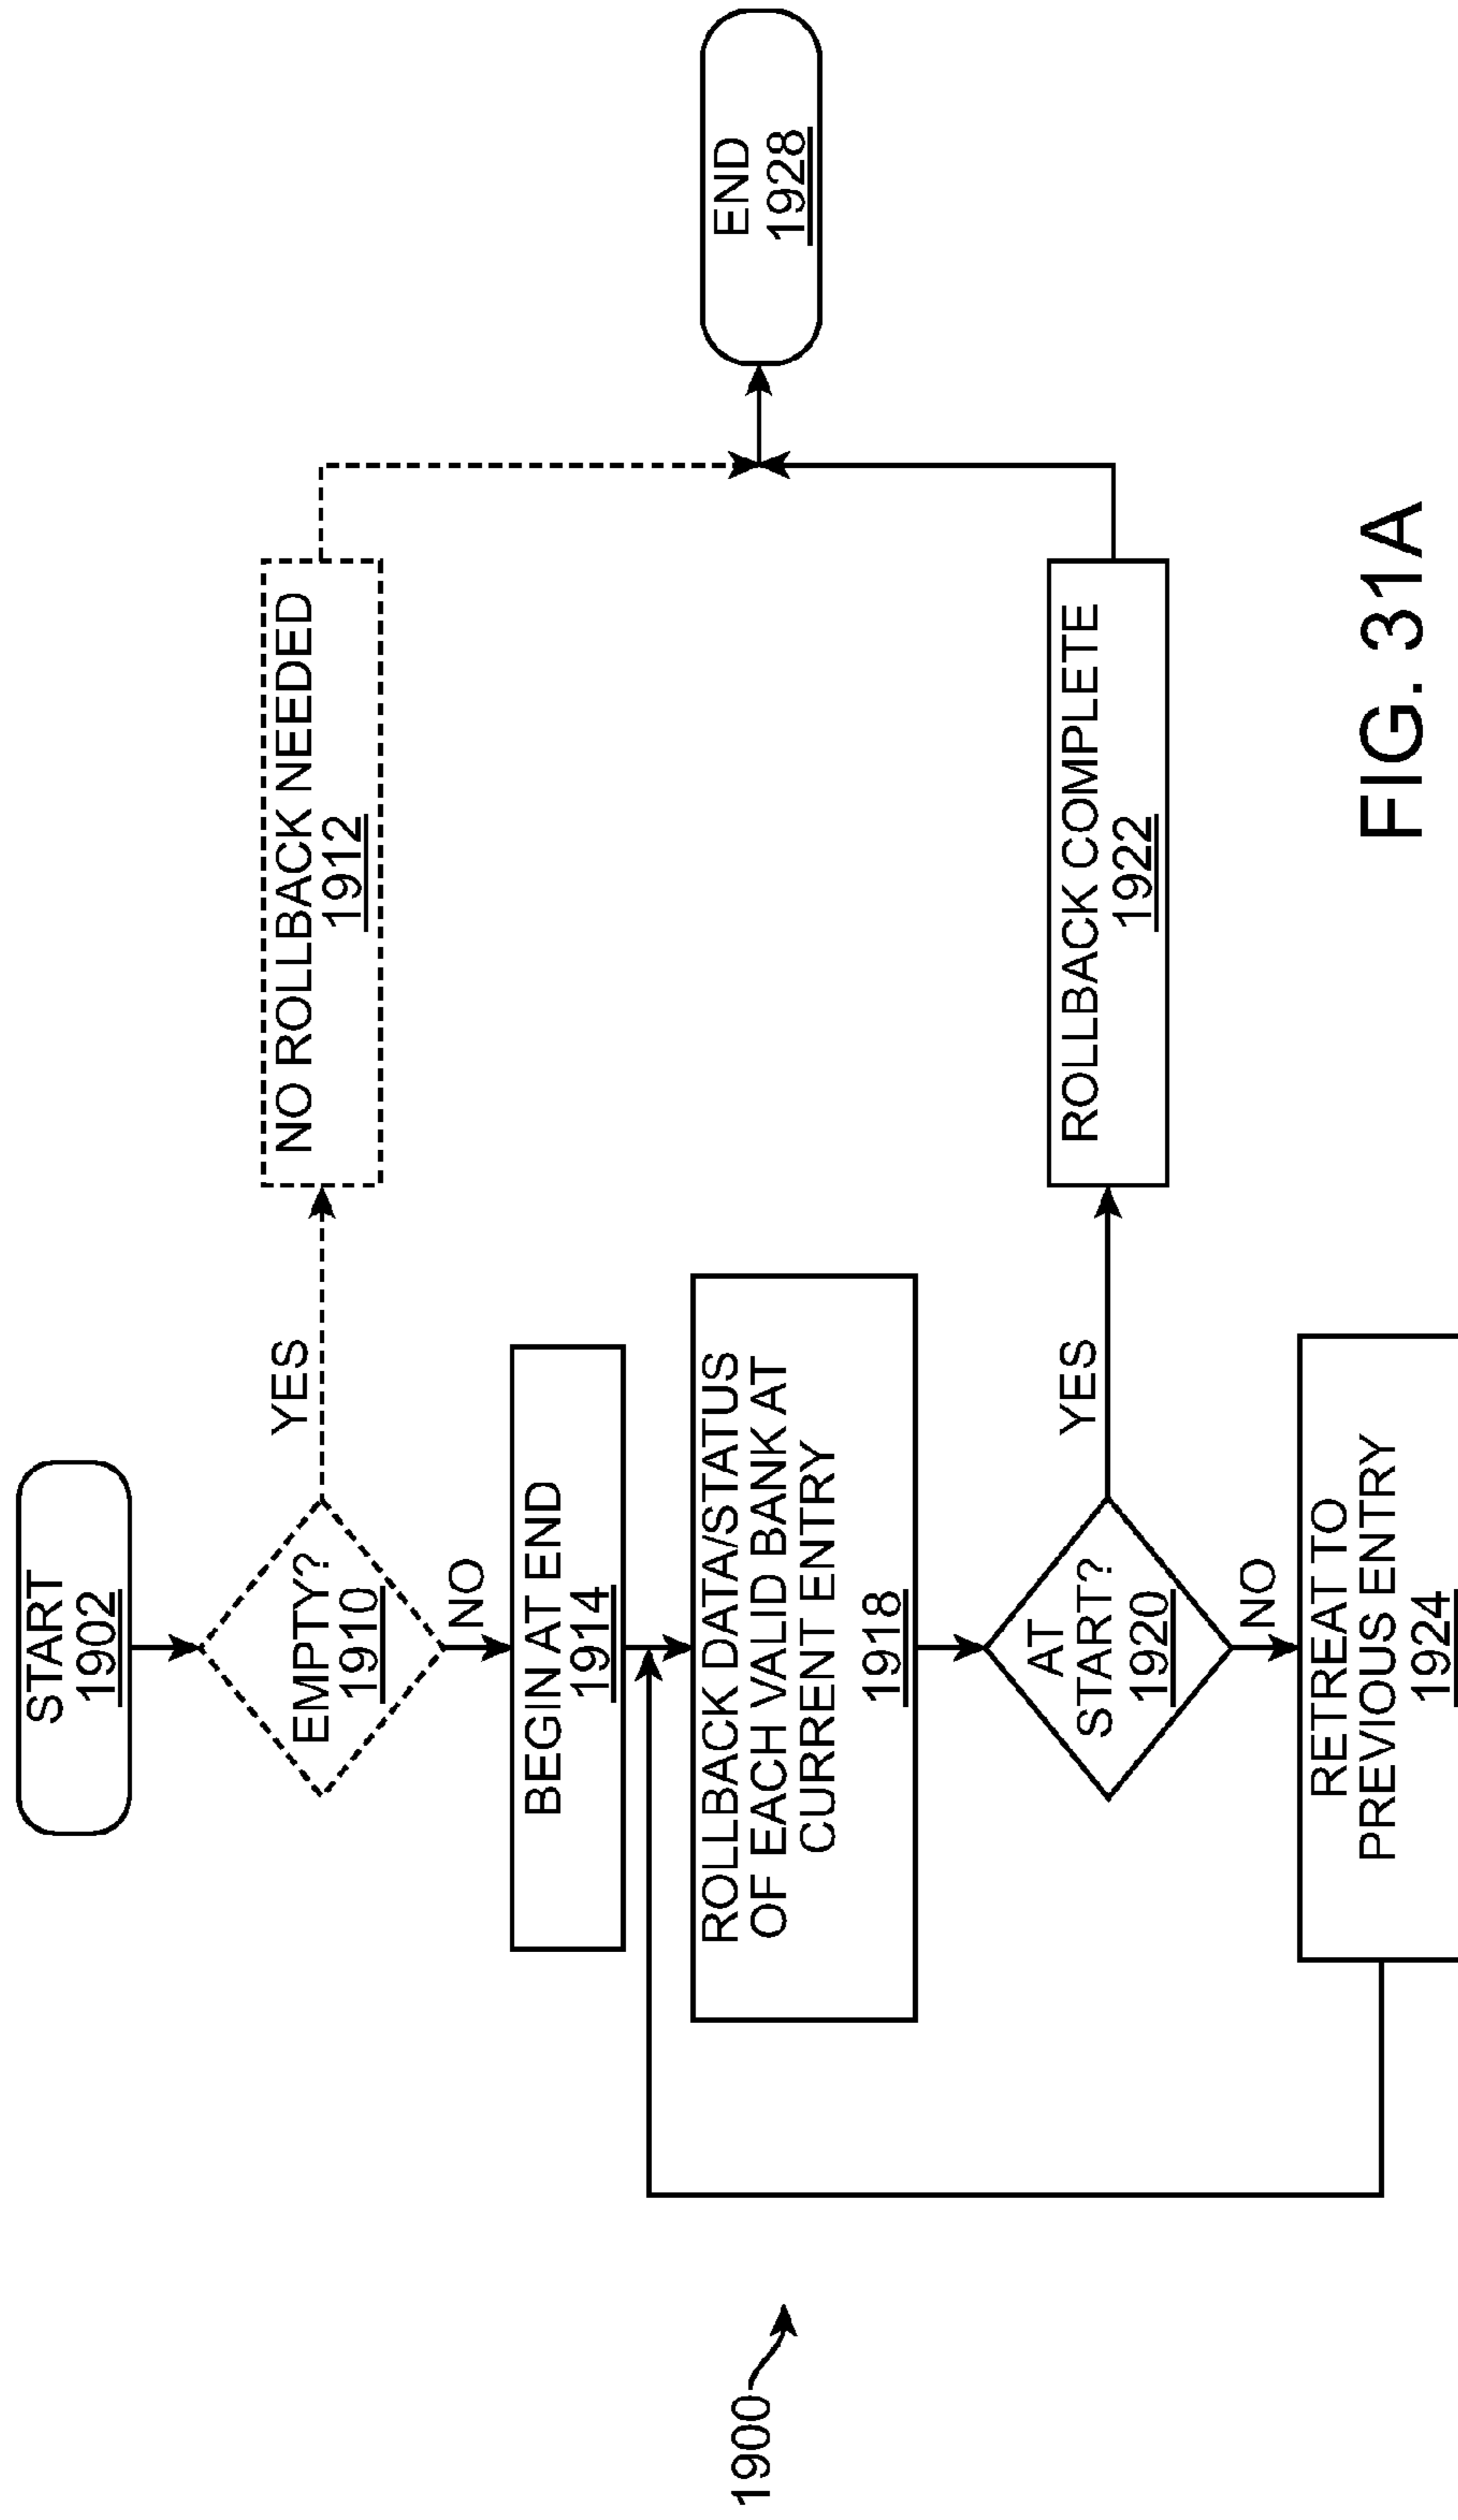 START
1902
EMPTY?
1910
YES
NO ROLLBACK NEEDED
1912
NO
BEGIN AT END
1914
ROLLBACK DATA/STATUS
OF EACH VALID BANK AT
CURRENT ENTRY
1918
AT
START?
1920
YES
ROLLBACK COMPLETE
1922
NO
RETREAT TO
PREVIOUS ENTRY
1924
END
1928
1900
FIG. 31A